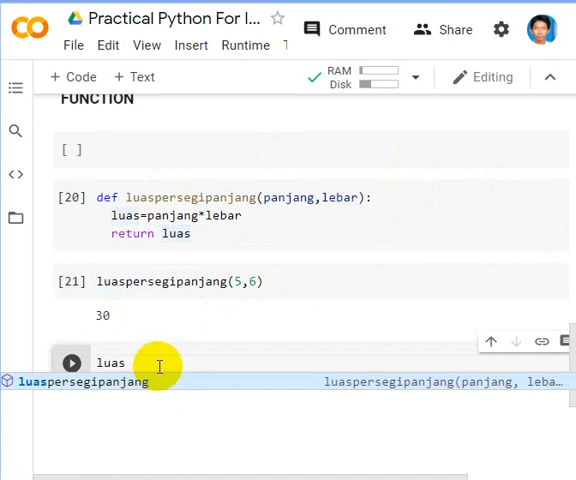 Practical Python For I...
Comment
Share
File Edit View Insert Runtime T
+ Code + Text
RAM
Disk
Editing
FUNCTION
[ ]
[20] def luaspersegipanjang(panjang,lebar):
luas=panjang*lebar
return luas
[21] luaspersegipanjang(5,6)
30
luas
luaspersegipanjang luaspersegipanjang(panjang, leba...